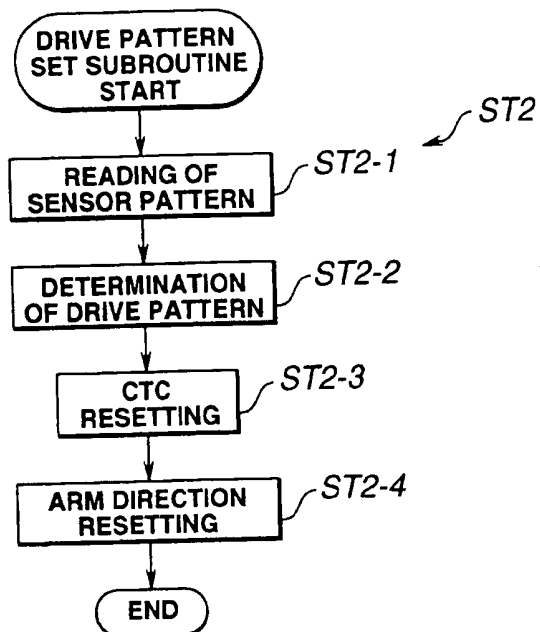 DRIVE PATTERN
SET SUBROUTINE
START
ST2
READING OF
SENSOR PATTERN
ST2-1
DETERMINATION
OF DRIVE PATTERN
ST2-2
CTC
RESETTING
ST2-3
ARM DIRECTION
RESETTING
ST2-4
END